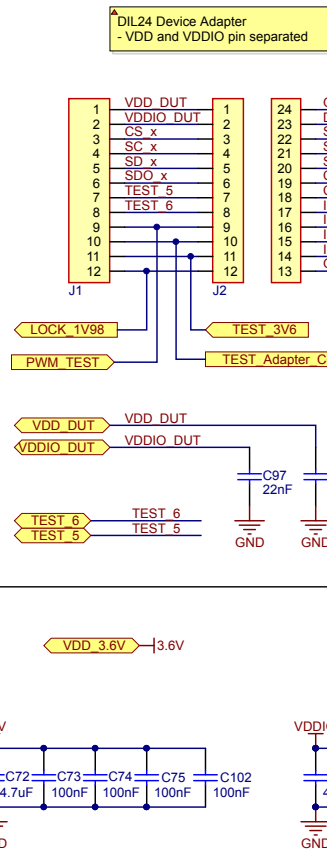 DIL24 Device Adapter
- VDD and VDDIO pin separated
1 VDD_DUT 1 24
2 VDDIO_DUT 2 23
3 CS_x 3 22
4 SC_x 4 21
5 SD_x 5 20
6 SDO_x 6 19
7 TEST_5 7 18
8 TEST_6 8 17
9 9 16
10 10 15
11 11 14
12 12 13
J1 J2
LOCK_1V98 TEST_3V6
PWM_TEST TEST_Adapter_C
VDD_DUT VDD_DUT
VDDIO_DUT VDDIO_DUT
C97
22nF
TEST_6 TEST_6
TEST_5 TEST_5
GND GND
VDD_3.6V 3.6V
V VDDIO
C72 C73 C74 C75 C102
4.7uF 100nF 100nF 100nF 100nF 4
D GND